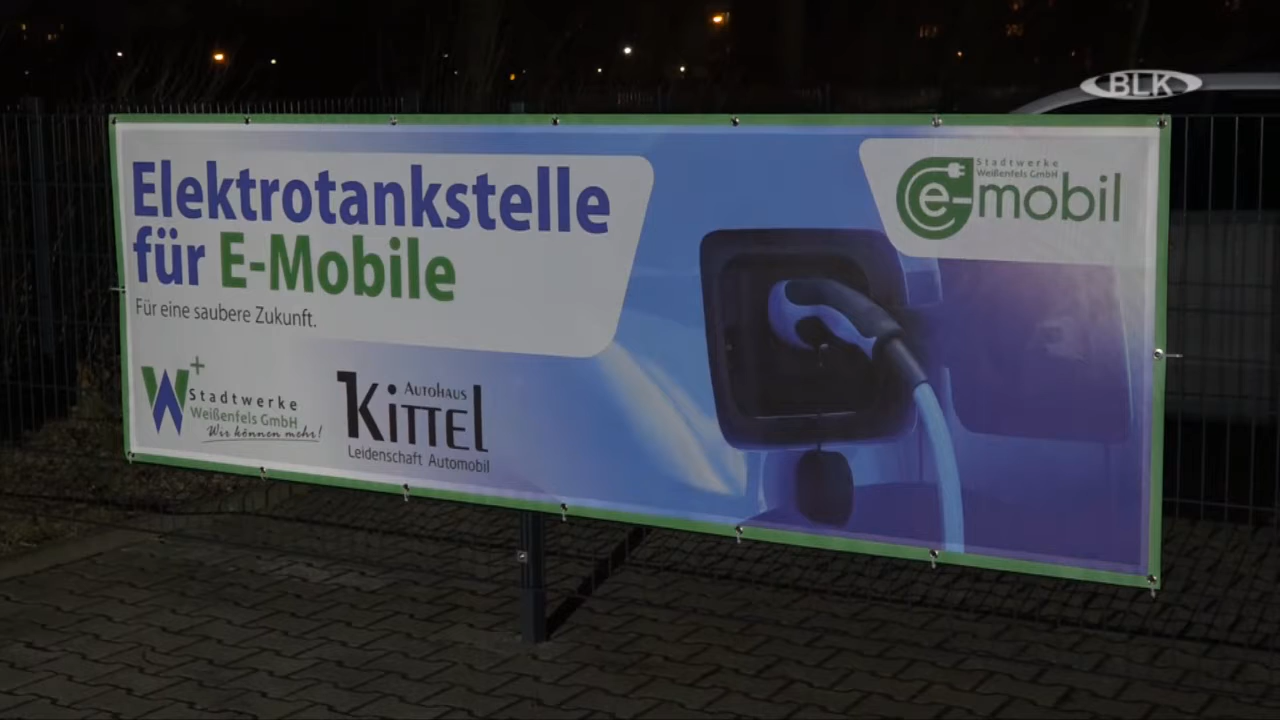 BLK
Elektrotankstelle
für E-Mobile
Für eine saubere Zukunft.
Stadtwerke
Weißenfels GmbH
e-mobil
W+
Stadtwerke
Weißenfels GmbH
Wir können mehr!
AUTOHAUS
KITTEL
Leidenschaft Automobil